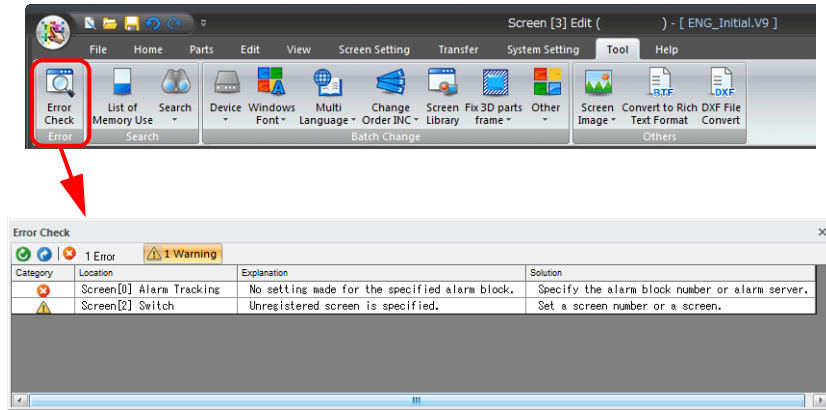 Screen [3] Edit ( ) - [ ENG_Initial.V9 ]
File Home Parts Edit View Screen Setting Transfer System Setting Tool Help
Error Check
List of Memory Use
Search
Device
Windows Font
Multi Language
Change Order INC
Screen Library
Fix 3D parts frame
Other
Screen Image
RTF
Convert to Rich Text Format
DXF
DXF File Convert
Error Search Batch Change Others
Error Check
1 Error 1 Warning
Category Location Explanation Solution
Screen[0] Alarm Tracking No setting made for the specified alarm block. Specify the alarm block number or alarm server.
Screen[2] Switch Unregistered screen is specified. Set a screen number or a screen.